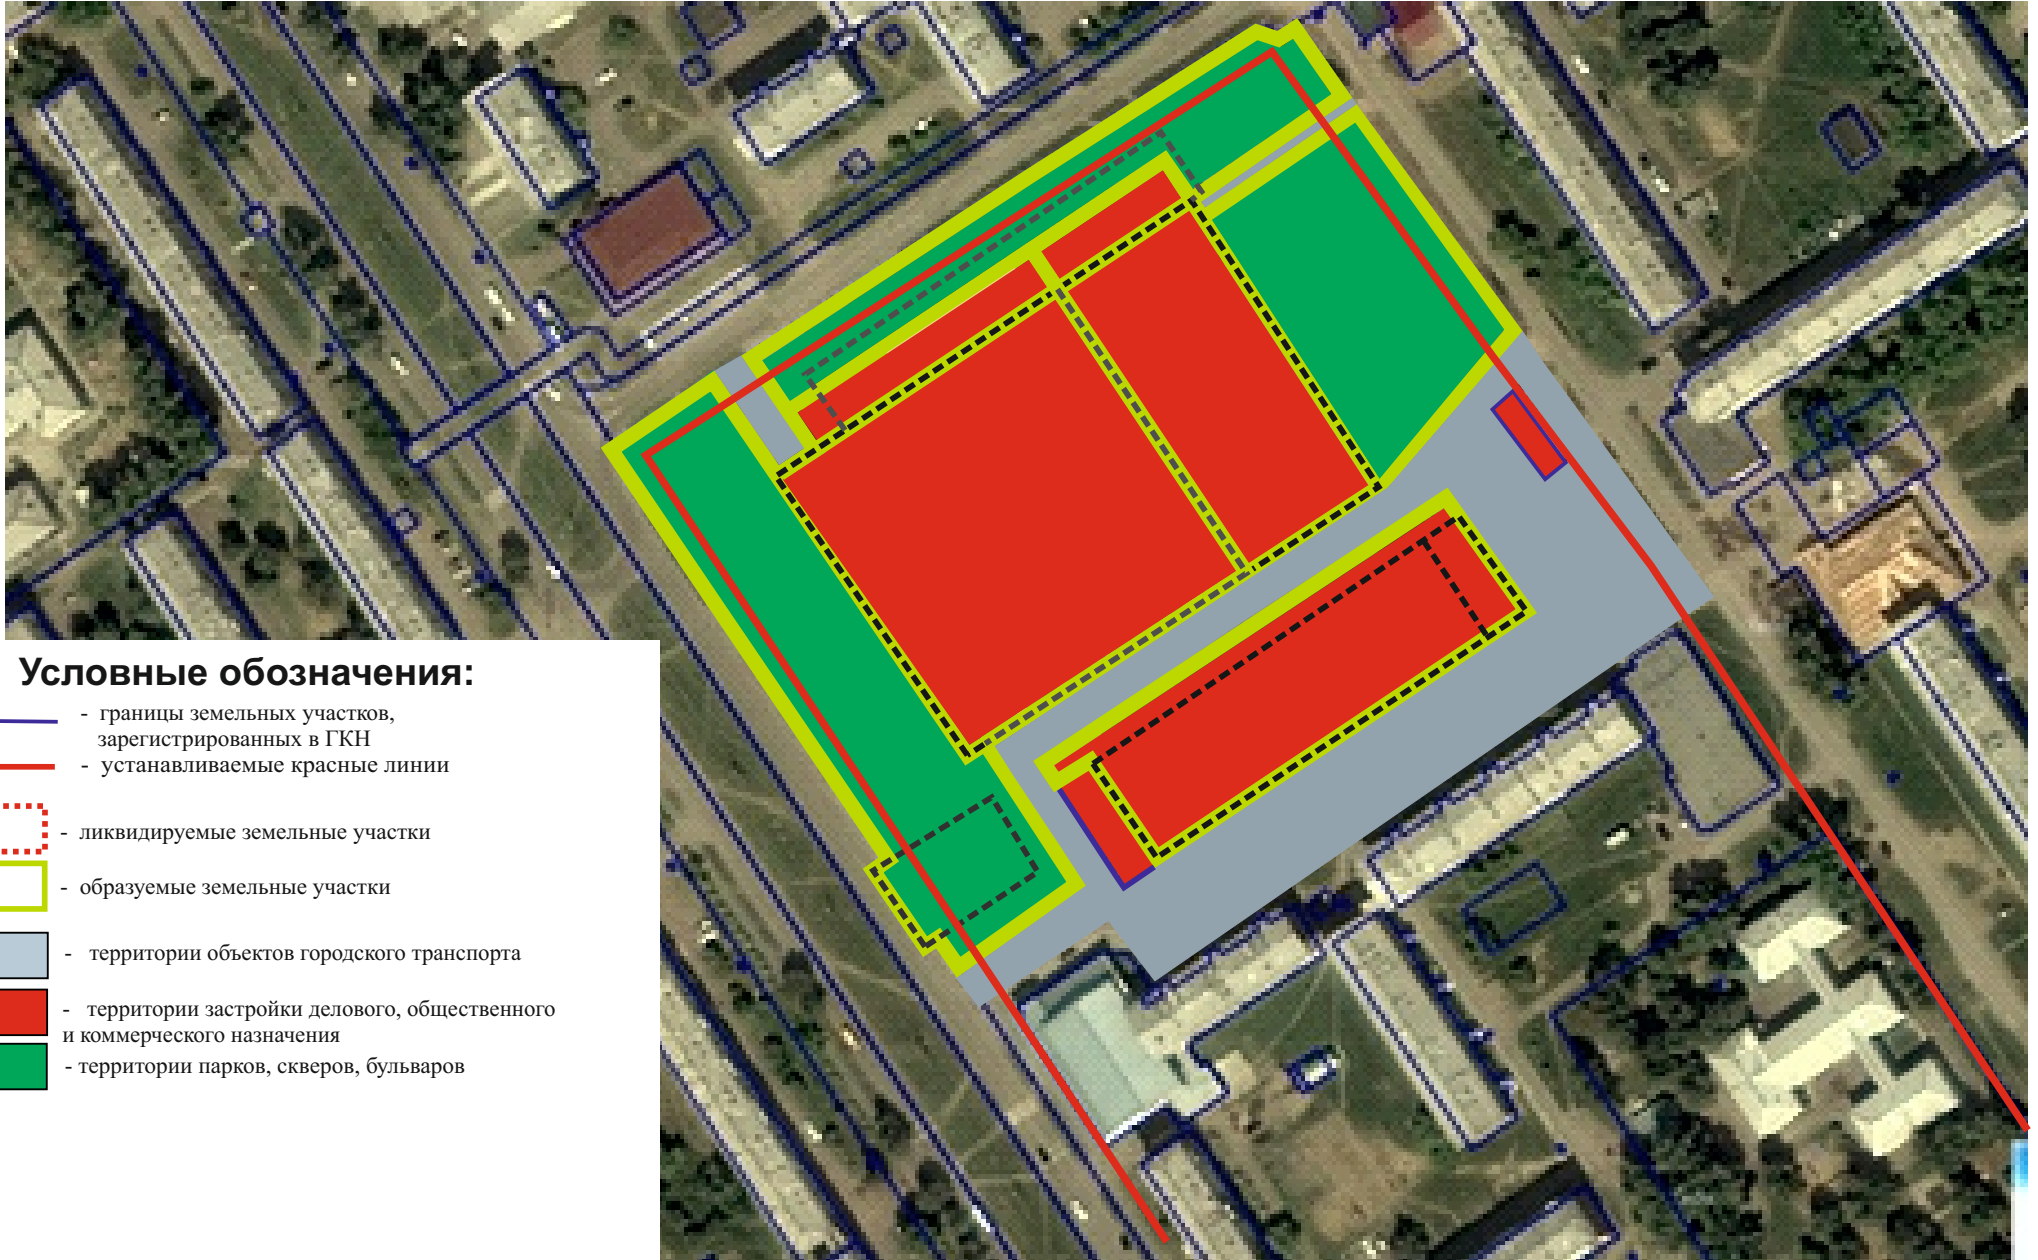 Условные обозначения:
- границы земельных участков,
зарегистрированных в ГКН
- устанавливаемые красные линии
- ликвидируемые земельные участки
- образуемые земельные участки
- территории объектов городского транспорта
- территории застройки делового, общественного
и коммерческого назначения
- территории парков, скверов, бульваров